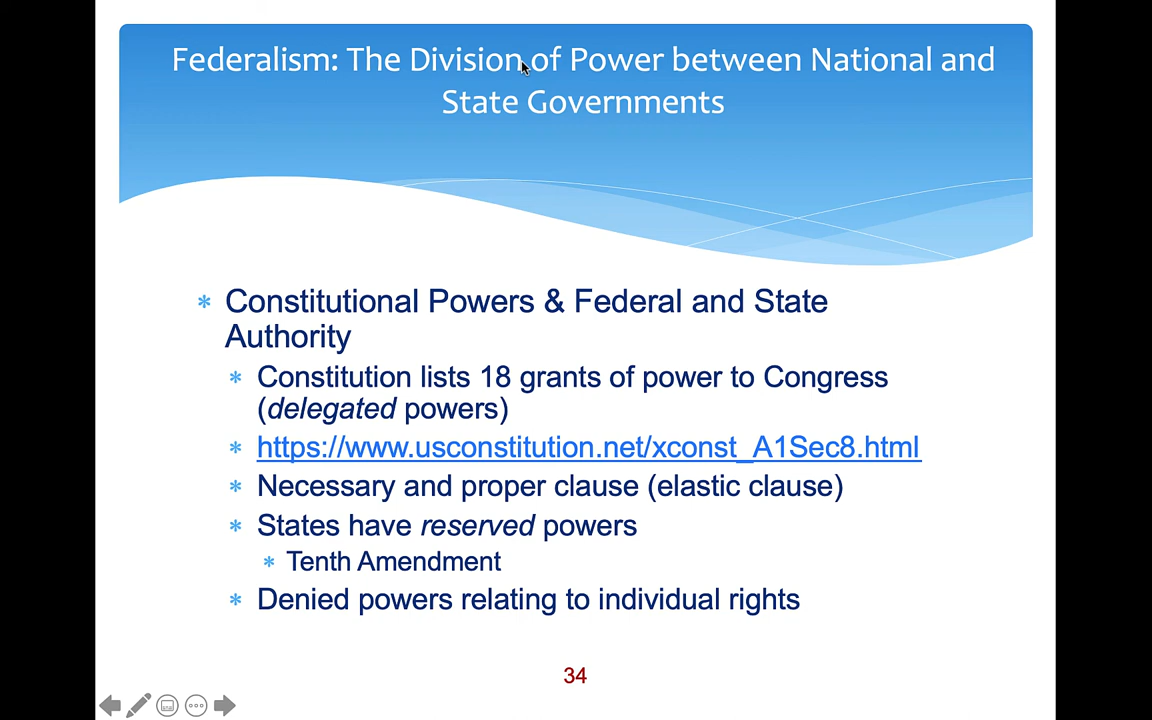 Federalism: The Division of Power between National and
State Governments
* Constitutional Powers & Federal and State
Authority
* Constitution lists 18 grants of power to Congress
(delegated powers)
* https://www.usconstitution.net/xconst_A1Sec8.html
* Necessary and proper clause (elastic clause)
* States have reserved powers
* Tenth Amendment
* Denied powers relating to individual rights
34